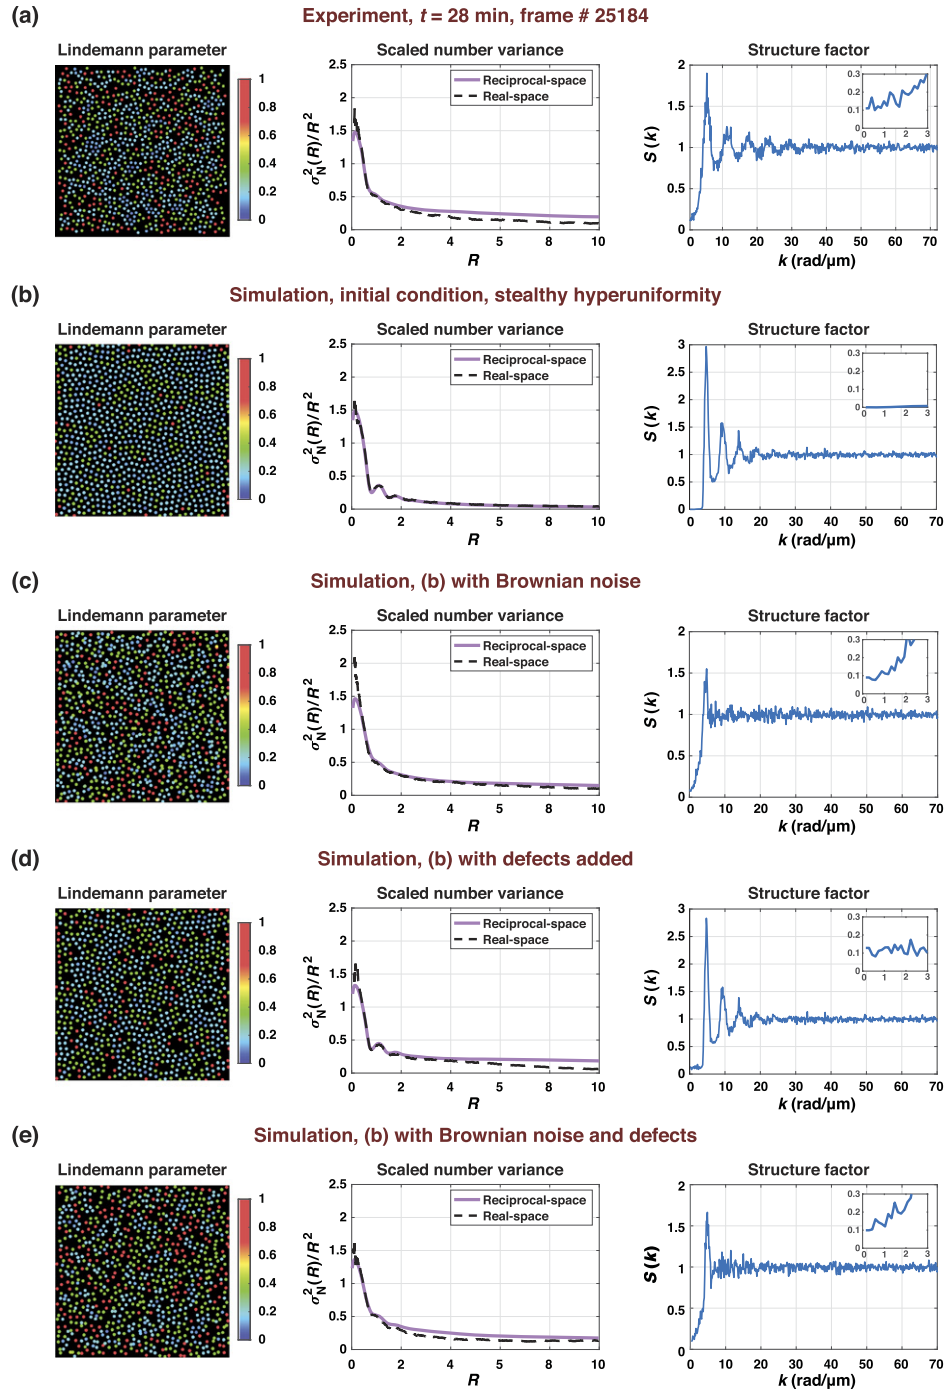 (a) Experiment, t = 28 min, frame # 25184
Lindemann parameter
1
0.8
0.6
0.4
0.2
0
Scaled number variance
2.5
2
1.5
1
0.5
0
σ²N(R)/R²
Reciprocal-space
Real-space
0 2 4 6 8 10
R
Structure factor
2
1.5
1
0.5
0
S (k)
0.3
0.2
0.1
0
0 1 2 3
0 10 20 30 40 50 60 70
k (rad/µm)
(b) Simulation, initial condition, stealthy hyperuniformity
Lindemann parameter
1
0.8
0.6
0.4
0.2
0
Scaled number variance
2.5
2
1.5
1
0.5
0
σ²N(R)/R²
Reciprocal-space
Real-space
0 2 4 6 8 10
R
Structure factor
3
2.5
2
1.5
1
0.5
0
S (k)
0.3
0.2
0.1
0
0 1 2 3
0 10 20 30 40 50 60 70
k (rad/µm)
(c) Simulation, (b) with Brownian noise
Lindemann parameter
1
0.8
0.6
0.4
0.2
0
Scaled number variance
2.5
2
1.5
1
0.5
0
σ²N(R)/R²
Reciprocal-space
Real-space
0 2 4 6 8 10
R
Structure factor
2
1.5
1
0.5
0
S (k)
0.3
0.2
0.1
0
0 1 2 3
0 10 20 30 40 50 60 70
k (rad/µm)
(d) Simulation, (b) with defects added
Lindemann parameter
1
0.8
0.6
0.4
0.2
0
Scaled number variance
2.5
2
1.5
1
0.5
0
σ²N(R)/R²
Reciprocal-space
Real-space
0 2 4 6 8 10
R
Structure factor
3
2.5
2
1.5
1
0.5
0
S (k)
0.3
0.2
0.1
0
0 1 2 3
0 10 20 30 40 50 60 70
k (rad/µm)
(e) Simulation, (b) with Brownian noise and defects
Lindemann parameter
1
0.8
0.6
0.4
0.2
0
Scaled number variance
2.5
2
1.5
1
0.5
0
σ²N(R)/R²
Reciprocal-space
Real-space
0 2 4 6 8 10
R
Structure factor
2
1.5
1
0.5
0
S (k)
0.3
0.2
0.1
0
0 1 2 3
0 10 20 30 40 50 60 70
k (rad/µm)